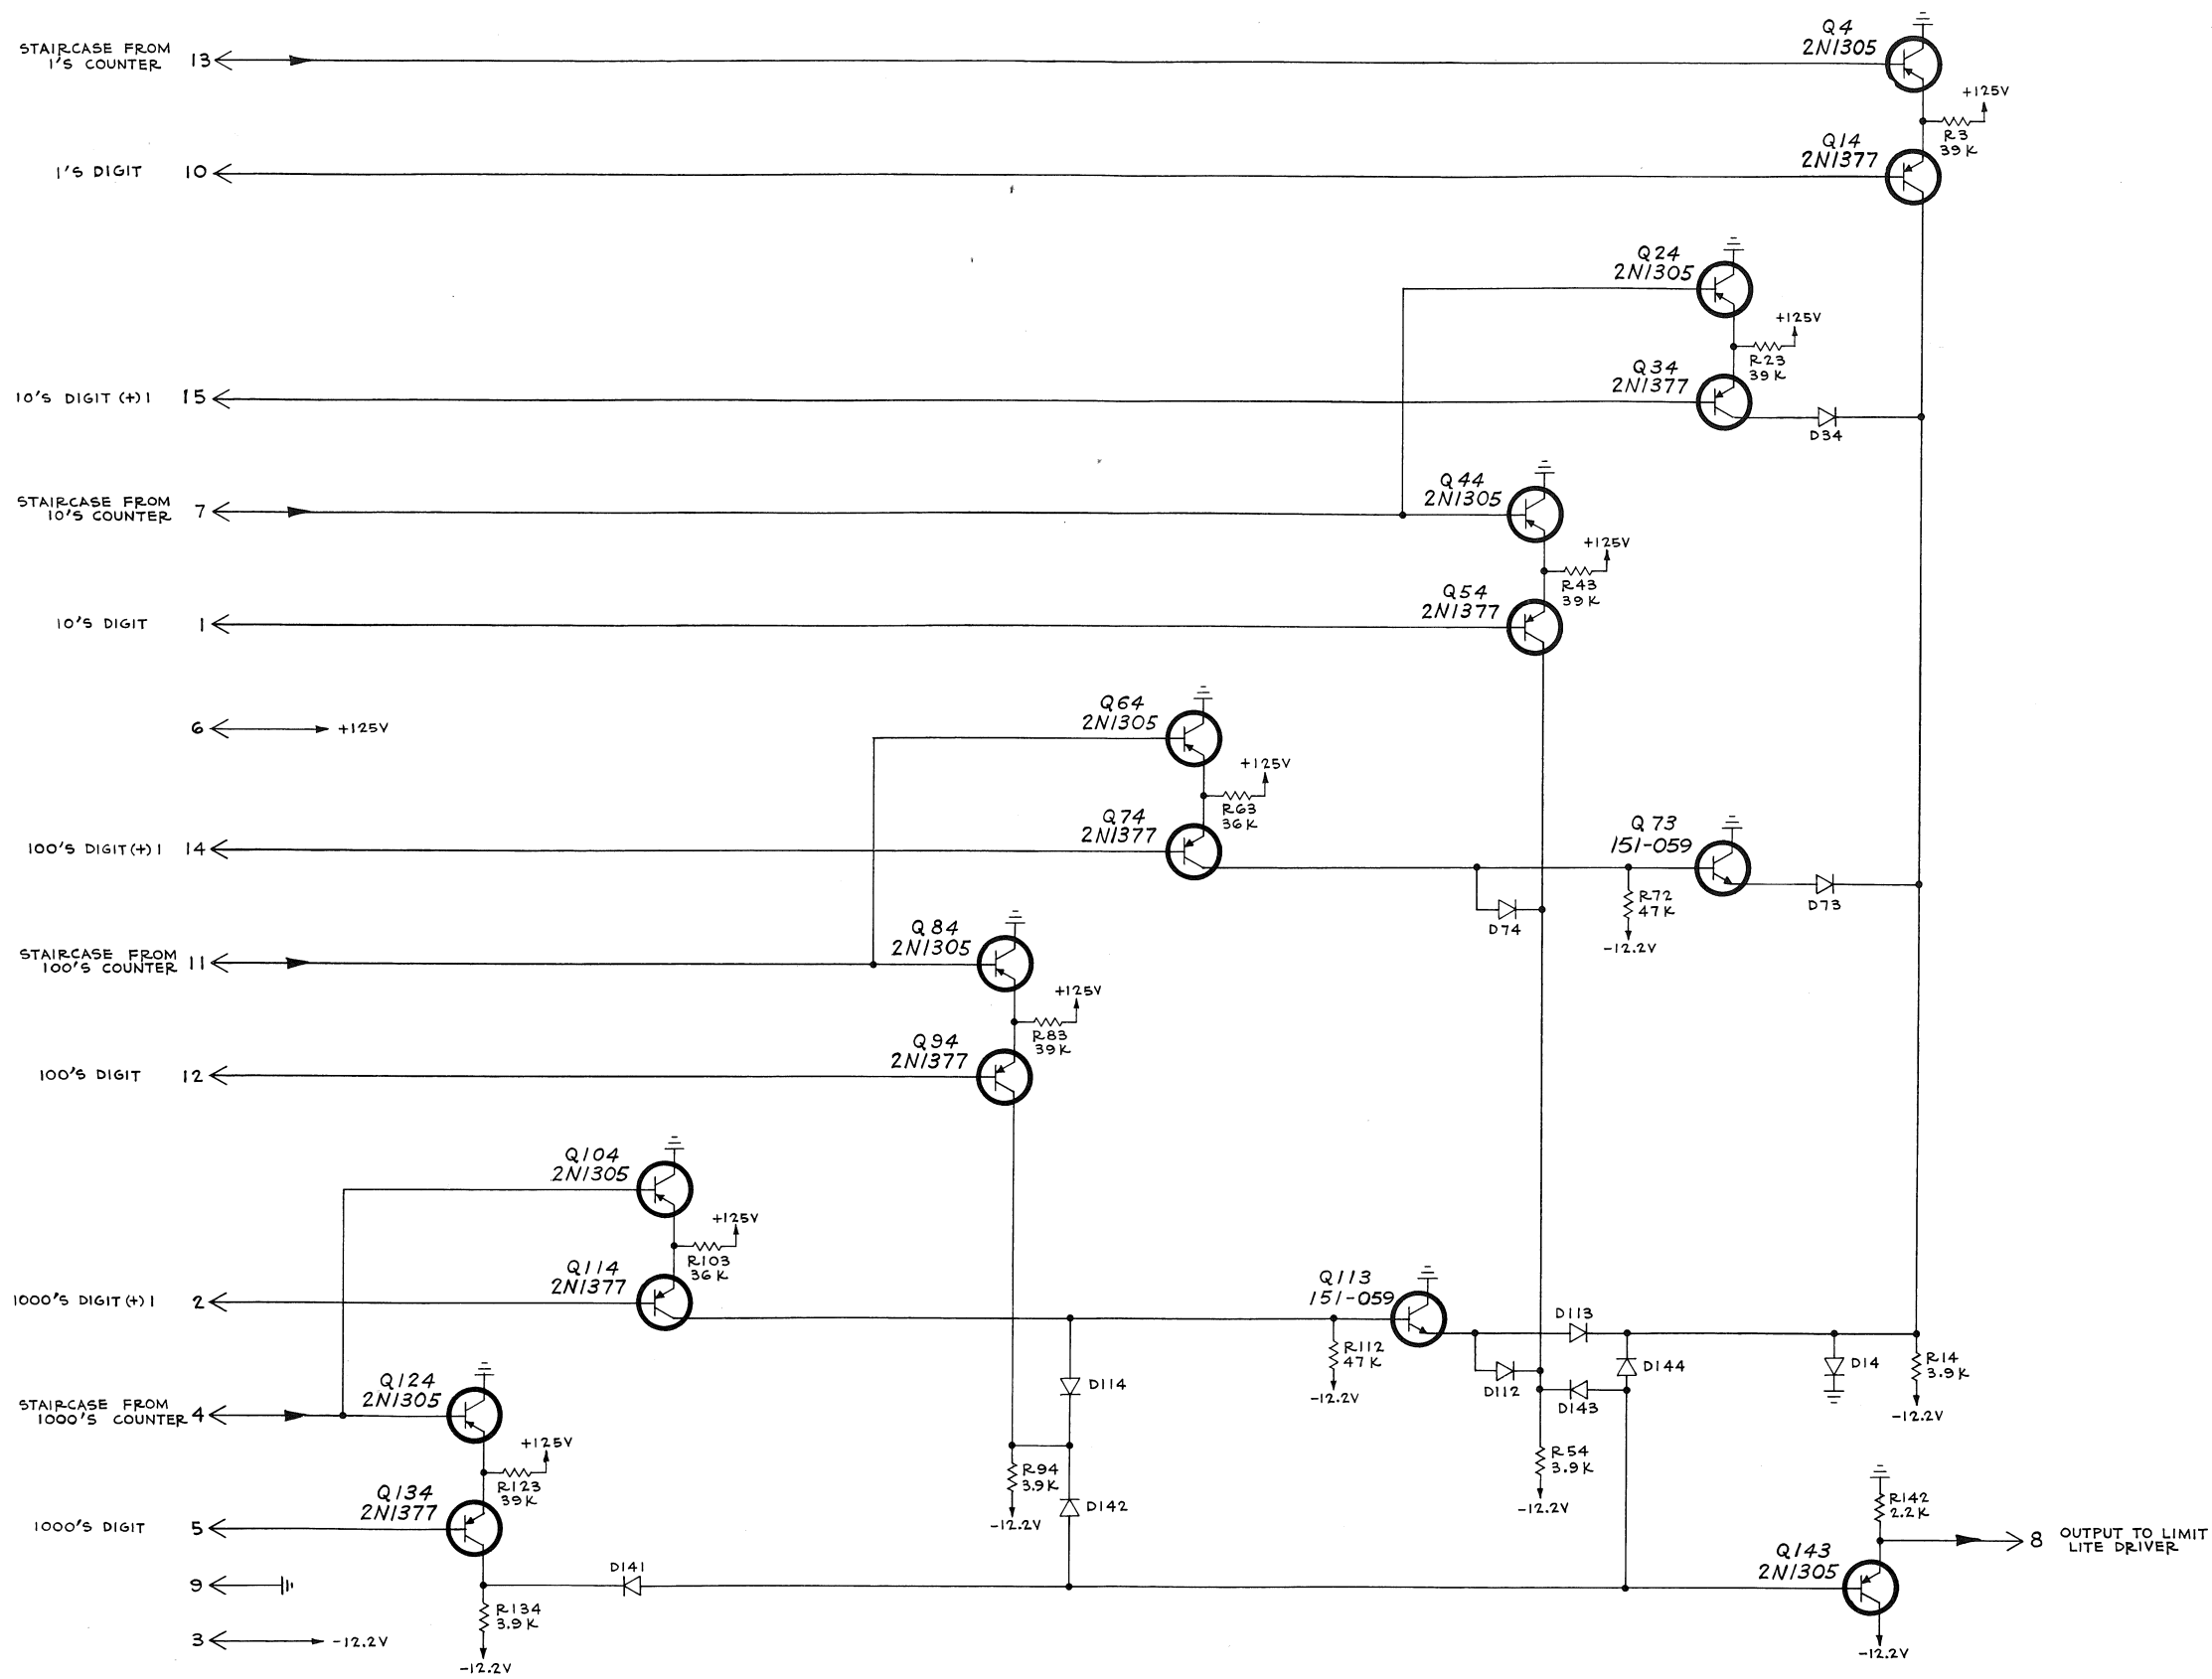 Q4
2N1305
STAIRCASE FROM
1'S COUNTER
13
+125V
R3
39K
Q14
2N1377
1'S DIGIT 10
Q24
2N1305
+125V
R23
39K
Q34
2N1377
10'S DIGIT (+) 1 15
D34
Q44
2N1305
STAIRCASE FROM
10'S COUNTER
7
+125V
R43
39K
Q54
2N1377
10'S DIGIT 1
Q64
2N1305
6 +125V
+125V
R63
36K
Q74
2N1377
Q73
151-059
100'S DIGIT (+) 1 14
R72
47K
D73
D74
-12.2V
Q84
2N1305
STAIRCASE FROM
100'S COUNTER
11
+125V
R83
39K
Q94
2N1377
100'S DIGIT 12
Q104
2N1305
+125V
R103
36K
Q114
2N1377
Q113
151-059
1000'S DIGIT (+) 1 2
D113
R112
47K
D112
D144
D14
R14
3.9K
D114
-12.2V
D143
-12.2V
Q124
2N1305
STAIRCASE FROM
1000'S COUNTER
4
+125V
R123
39K
R94
3.9K
R54
3.9K
Q134
2N1377
D142
-12.2V
-12.2V
R142
2.2K
1000'S DIGIT 5
8 OUTPUT TO LIMIT
LITE DRIVER
Q143
2N1305
D141
9
R134
3.9K
3 -12.2V
-12.2V
-12.2V